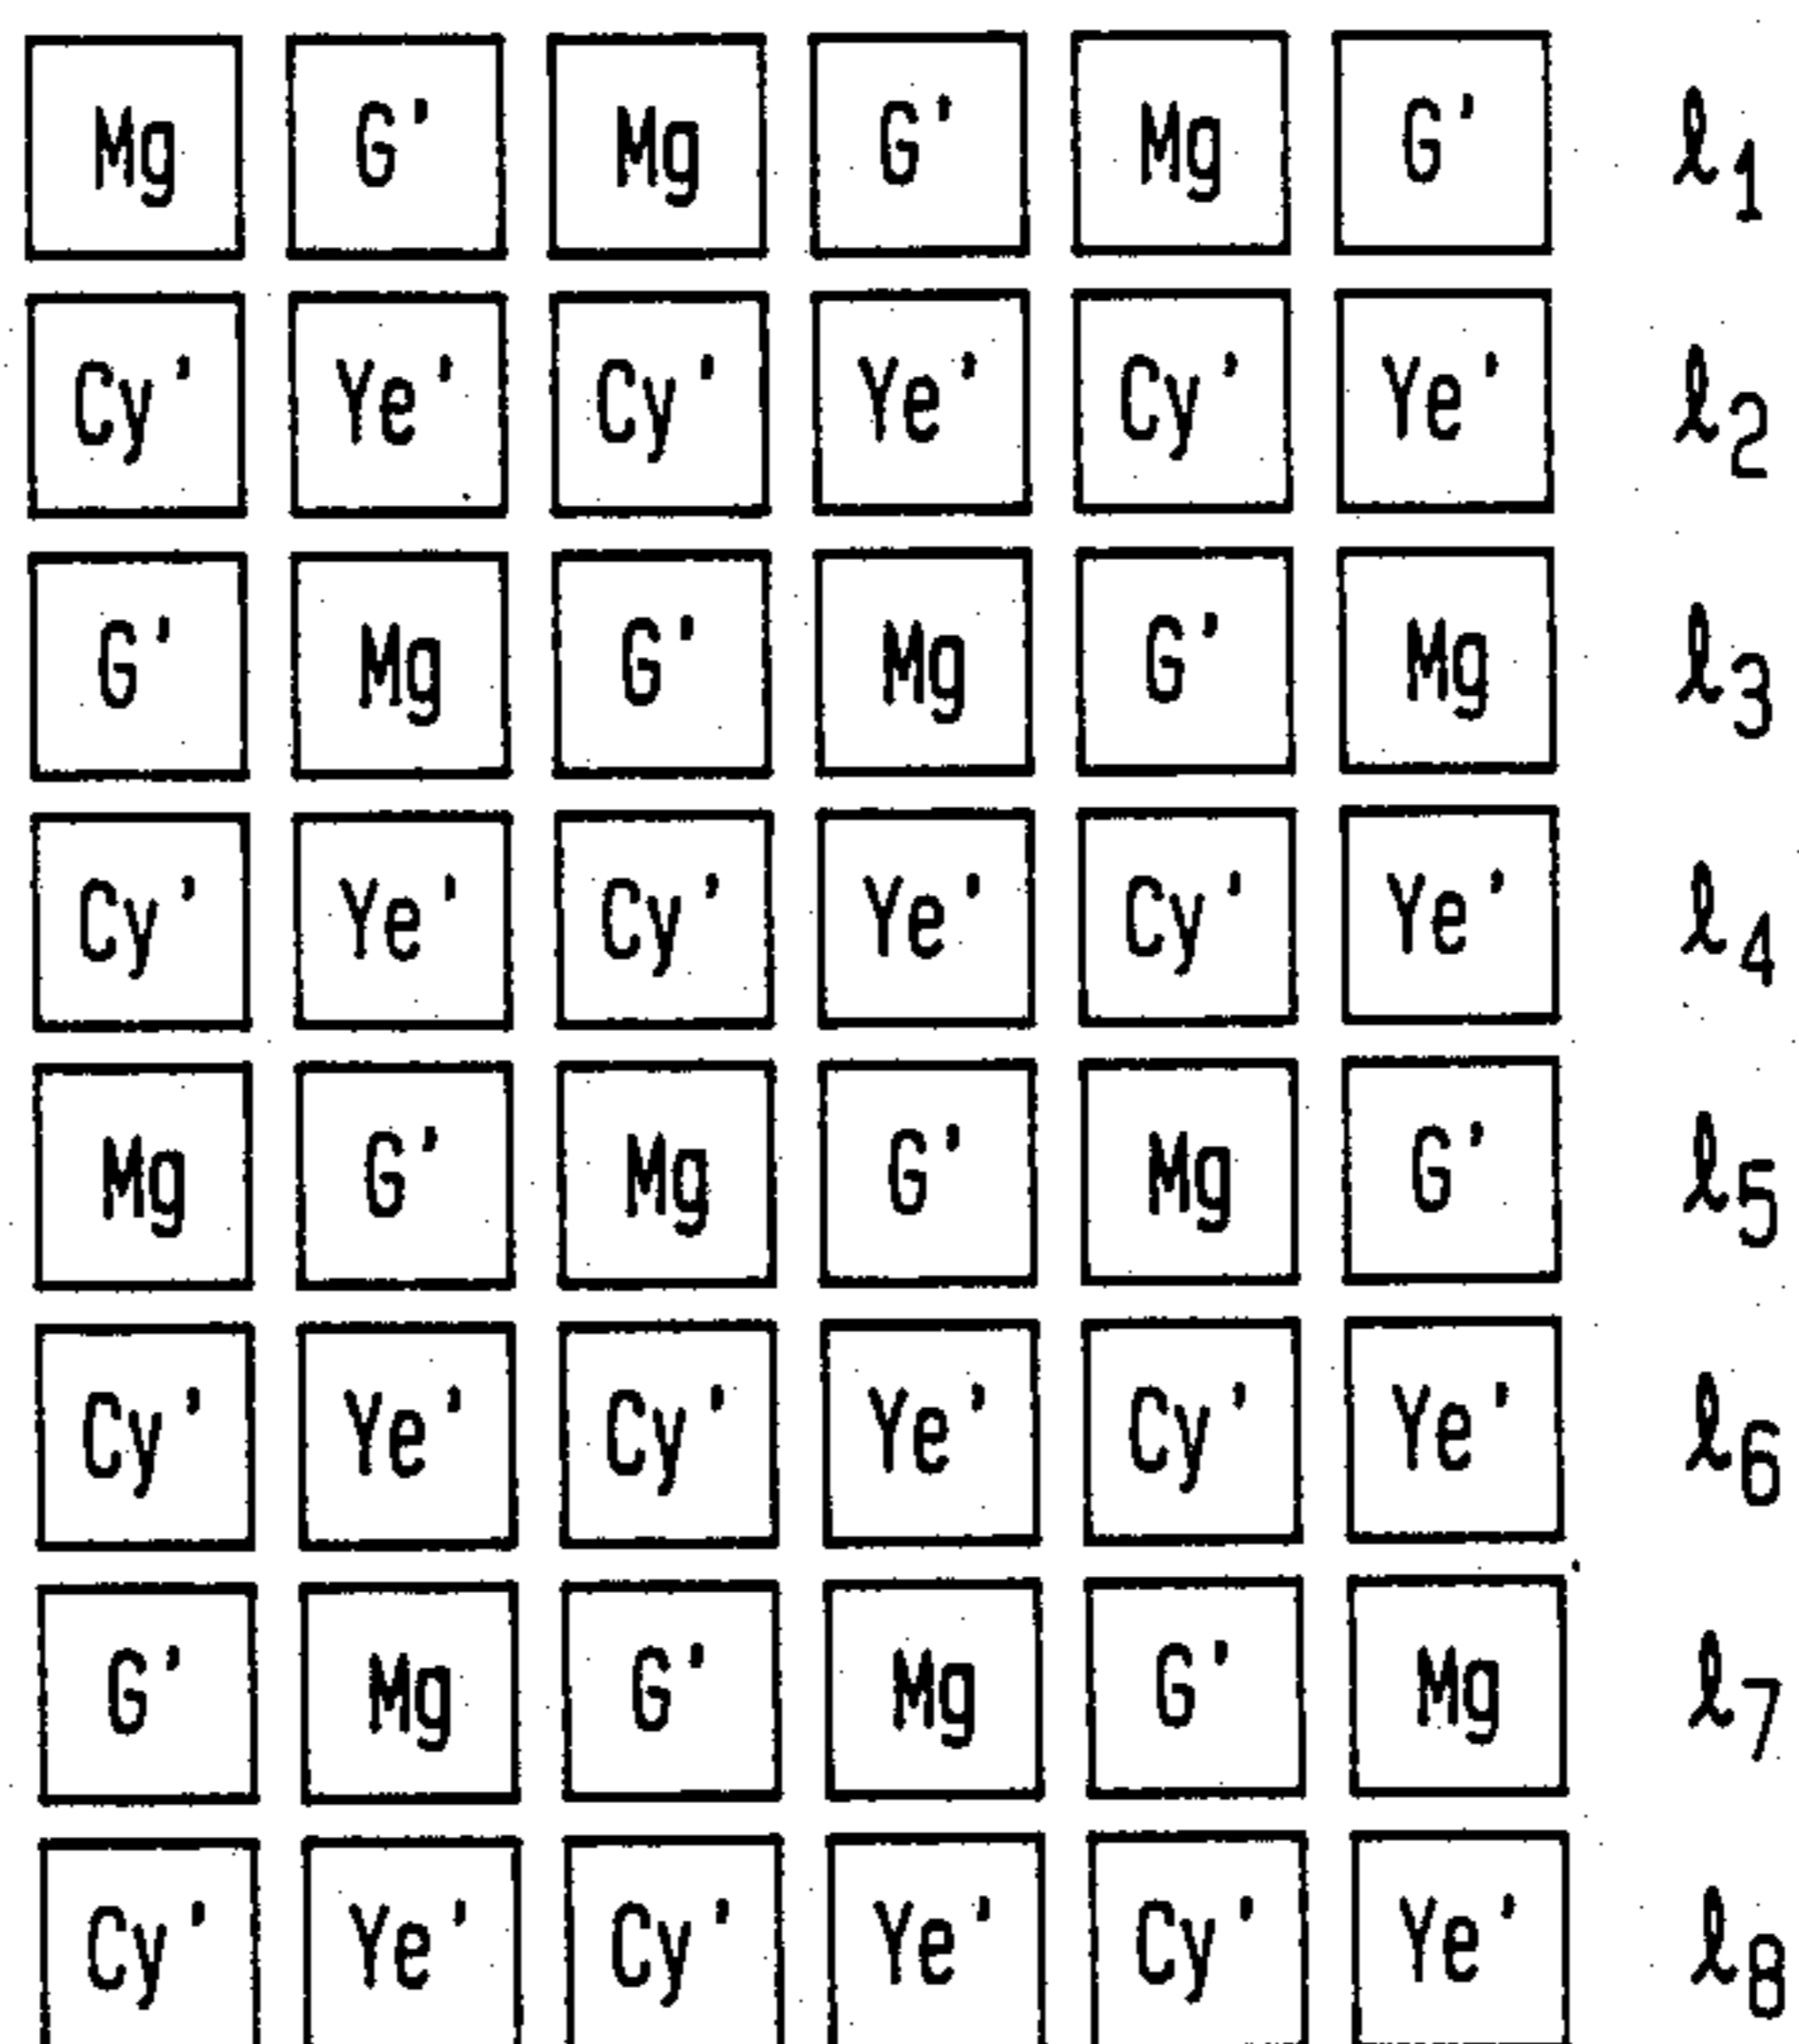 Mg G' Mg G' Mg G' ℓ1
Cy' Ye' Cy' Ye' Cy' Ye' ℓ2
G' Mg G' Mg G' Mg ℓ3
Cy' Ye' Cy' Ye' Cy' Ye' ℓ4
Mg G' Mg G' Mg G' ℓ5
Cy' Ye' Cy' Ye' Cy' Ye' ℓ6
G' Mg G' Mg G' Mg ℓ7
Cy' Ye' Cy' Ye' Cy' Ye' ℓ8